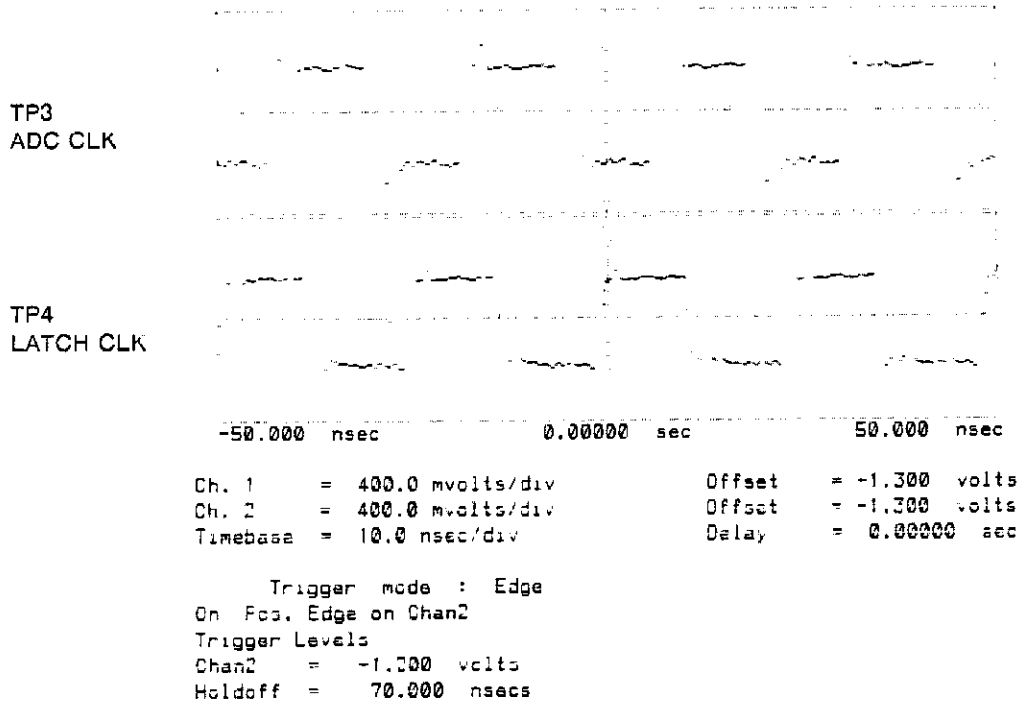 TP3
ADC CLK
TP4
LATCH CLK
-50.000 nsec 0.00000 sec 50.000 nsec
Ch. 1 = 400.0 mvolts/div Offset = -1.300 volts
Ch. 2 = 400.0 mvolts/div Offset = -1.300 volts
Timebase = 10.0 nsec/div Delay = 0.00000 sec
Trigger mode : Edge
On Pos. Edge on Chan2
Trigger Levels
Chan2 = -1.300 volts
Holdoff = 70.000 nsecs